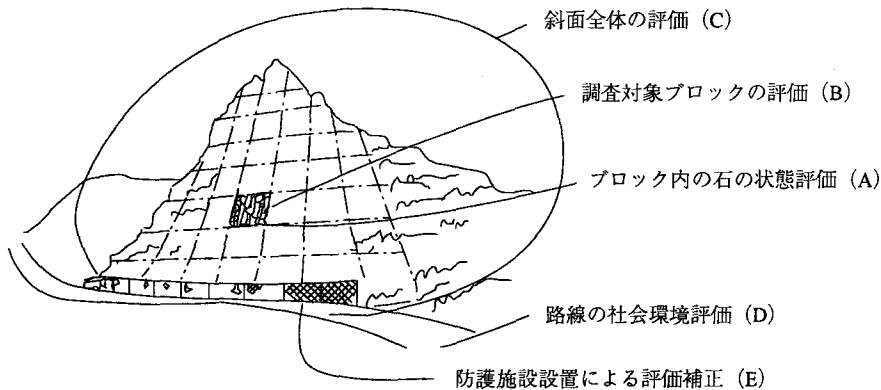 斜面全体の評価（C）
調査対象ブロックの評価（B）
ブロック内の石の状態評価（A）
路線の社会環境評価（D）
防護施設設置による評価補正（E）